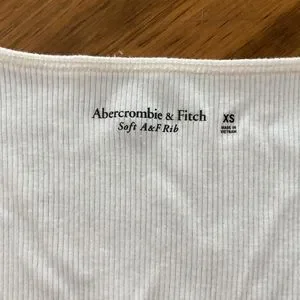 Abercrombie & Fitch
Soft A&F Rib
XS
MADE IN
VIETNAM